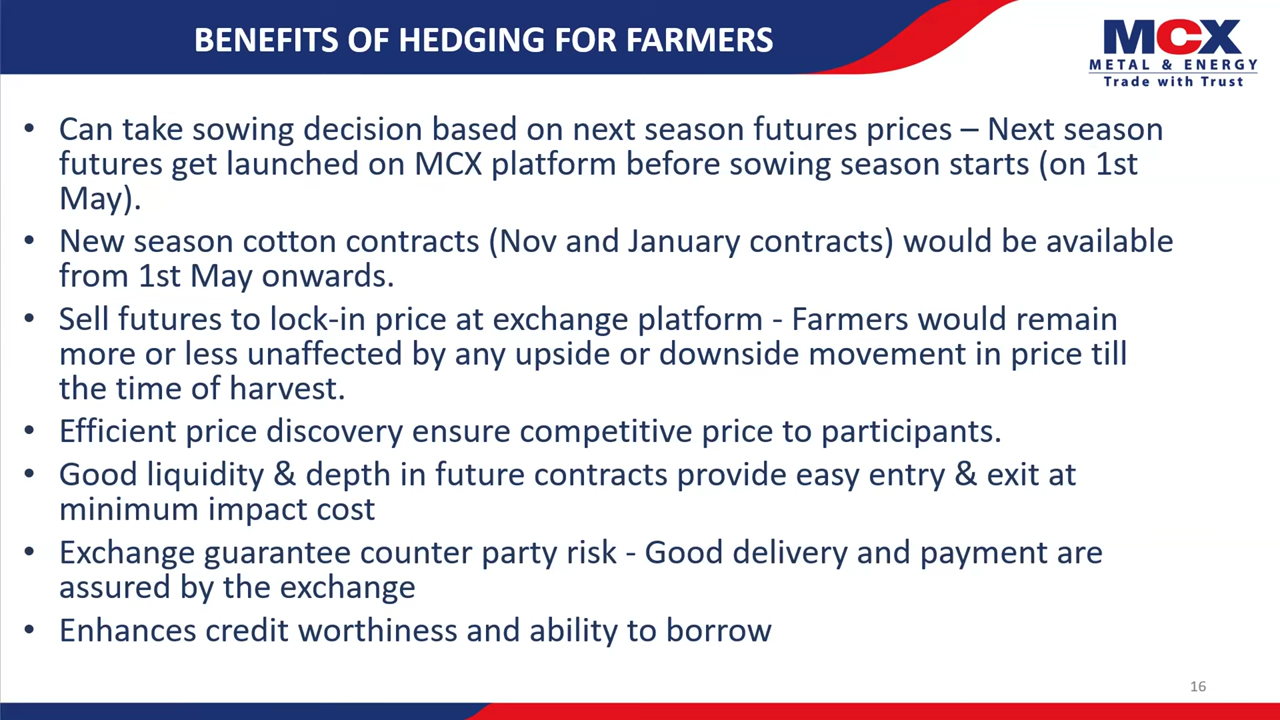 BENEFITS OF HEDGING FOR FARMERS
MCX
METAL & ENERGY
Trade with Trust
• Can take sowing decision based on next season futures prices – Next season
futures get launched on MCX platform before sowing season starts (on 1st
May).
• New season cotton contracts (Nov and January contracts) would be available
from 1st May onwards.
• Sell futures to lock-in price at exchange platform - Farmers would remain
more or less unaffected by any upside or downside movement in price till
the time of harvest.
• Efficient price discovery ensure competitive price to participants.
• Good liquidity & depth in future contracts provide easy entry & exit at
minimum impact cost
• Exchange guarantee counter party risk - Good delivery and payment are
assured by the exchange
• Enhances credit worthiness and ability to borrow
16